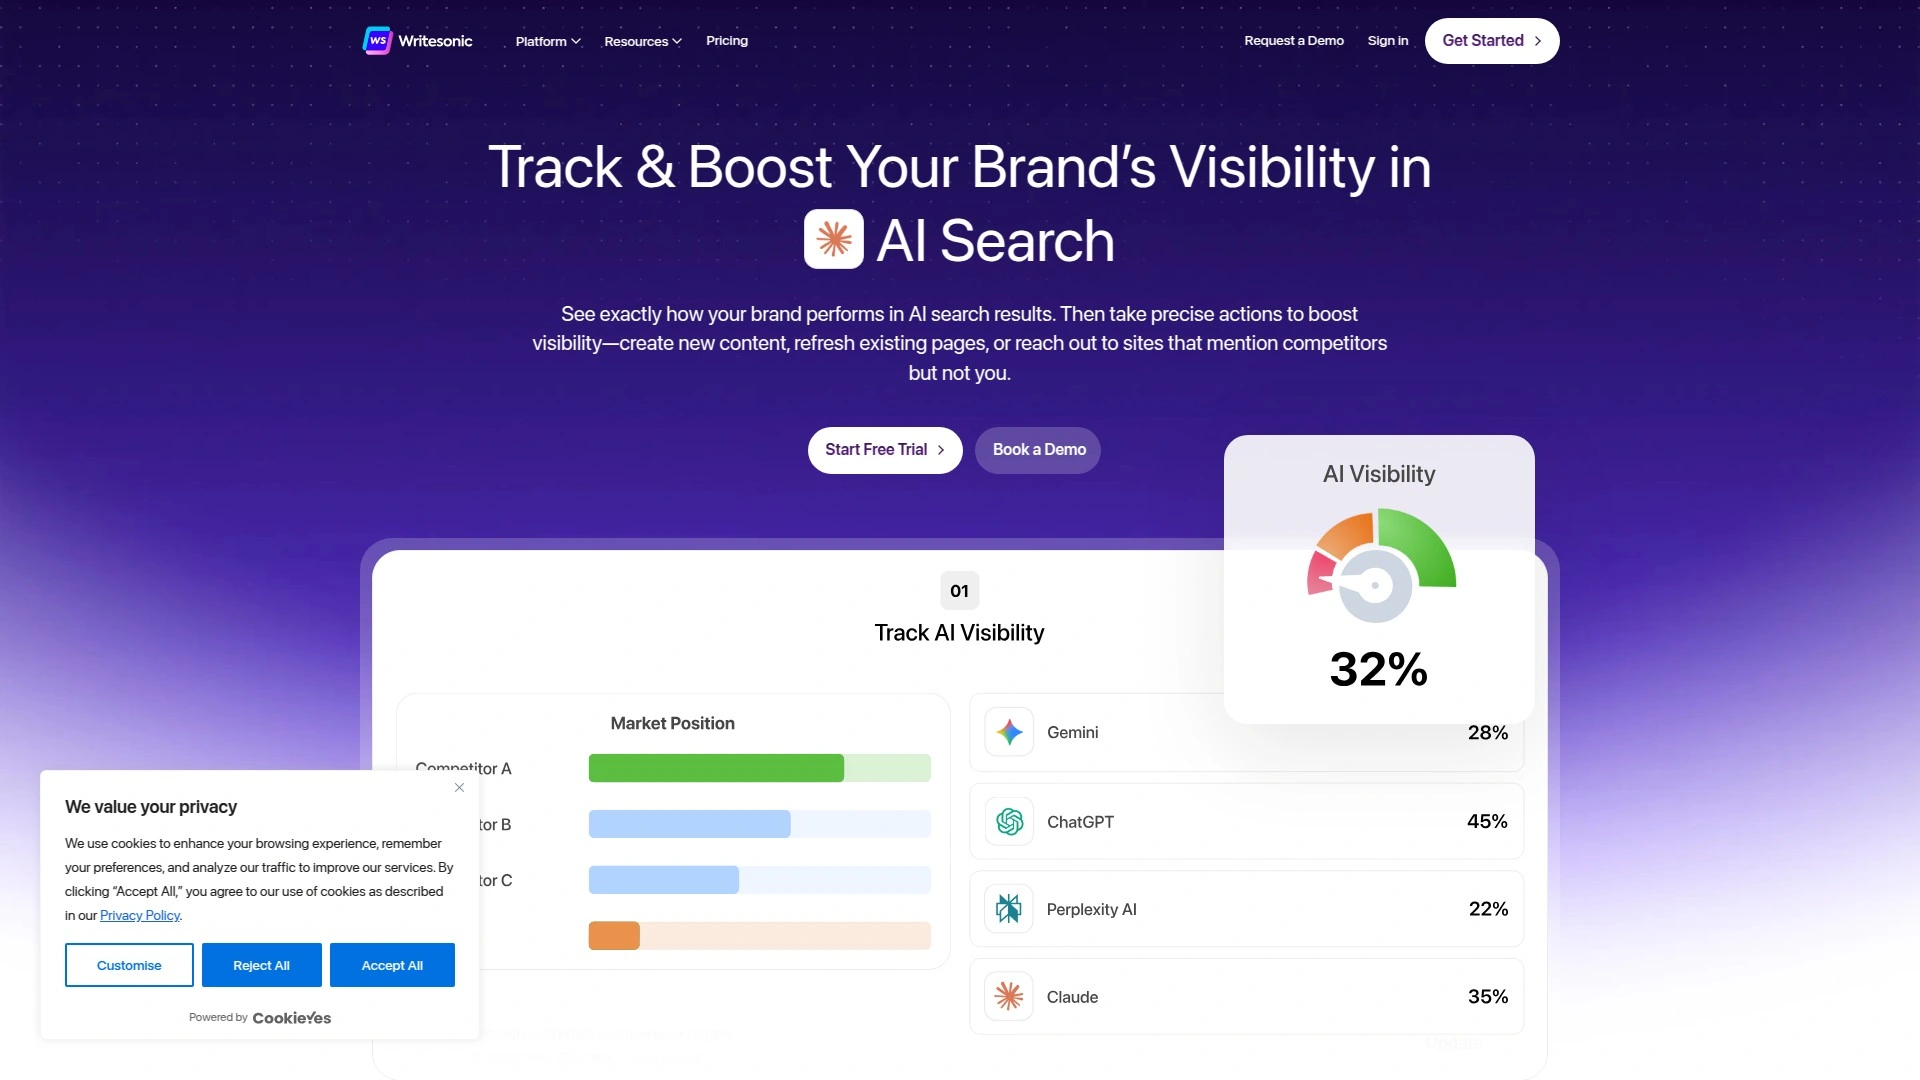 WS Writesonic
Platform
Resources
Pricing
Request a Demo
Sign in
Get Started
Track & Boost Your Brand’s Visibility in
AI Search
See exactly how your brand performs in AI search results. Then take precise actions to boost
visibility—create new content, refresh existing pages, or reach out to sites that mention competitors
but not you.
Start Free Trial
Book a Demo
AI Visibility
32%
01
Track AI Visibility
Market Position
Competitor A
tor B
tor C
Gemini
28%
ChatGPT
45%
Perplexity AI
22%
Claude
35%
We value your privacy
We use cookies to enhance your browsing experience, remember
your preferences, and analyze our traffic to improve our services. By
clicking “Accept All,” you agree to our use of cookies as described
in our Privacy Policy.
Customise
Reject All
Accept All
Powered by CookieYes
Update